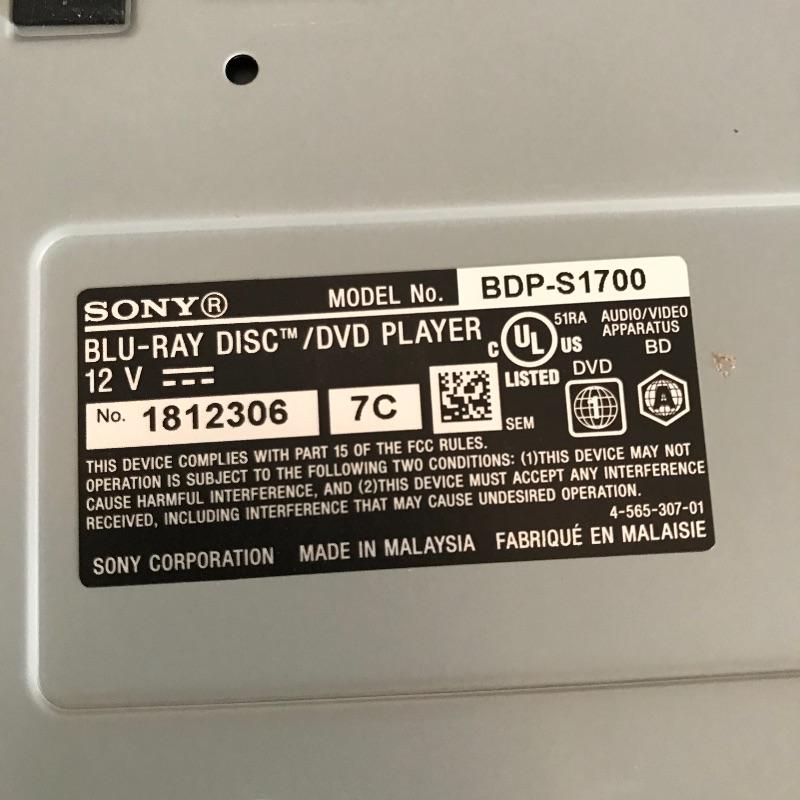 SONY® MODEL No. BDP-S1700
BLU-RAY DISC™/DVD PLAYER
12 V
C UL US
LISTED
51RA
AUDIO/VIDEO
APPARATUS
BD
DVD
1
A
No. 1812306 7C
SEM
THIS DEVICE COMPLIES WITH PART 15 OF THE FCC RULES.
OPERATION IS SUBJECT TO THE FOLLOWING TWO CONDITIONS: (1)THIS DEVICE MAY NOT
CAUSE HARMFUL INTERFERENCE, AND (2)THIS DEVICE MUST ACCEPT ANY INTERFERENCE
RECEIVED, INCLUDING INTERFERENCE THAT MAY CAUSE UNDESIRED OPERATION.
4-565-307-01
SONY CORPORATION MADE IN MALAYSIA FABRIQUÉ EN MALAISIE